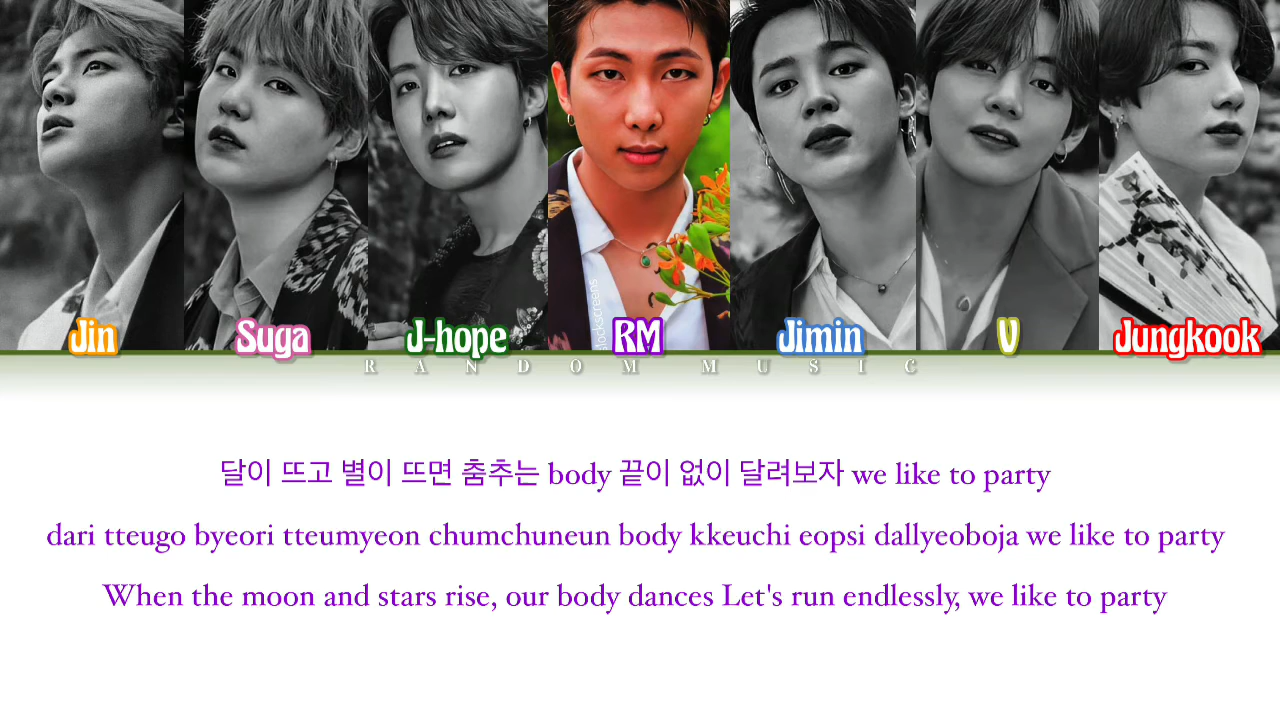 Jin Suga J-hope RM Jimin V Jungkook
RANDOM MUSIC
달이 뜨고 별이 뜨면 춤추는 body 끝이 없이 달려보자 we like to party
dari tteugo byeori tteumyeon chumchuneun body kkeuchi eopsi dallyeoboja we like to party
When the moon and stars rise, our body dances Let's run endlessly, we like to party